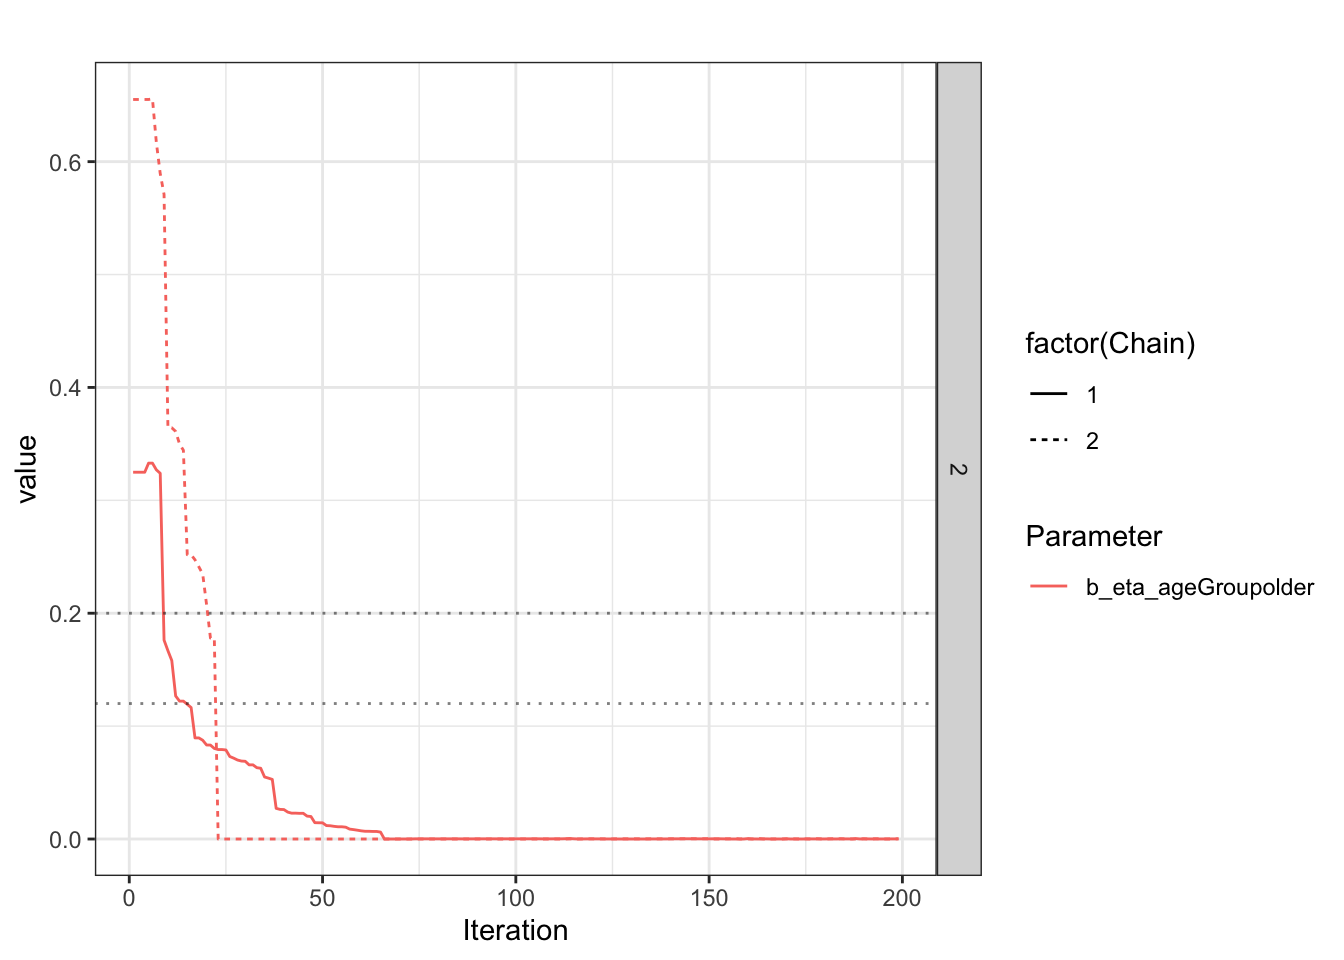 0.6
0.4
0.2
0.0
value
0
50
100
150
200
Iteration
2
factor(Chain)
1
2
Parameter
b_eta_ageGroupolder